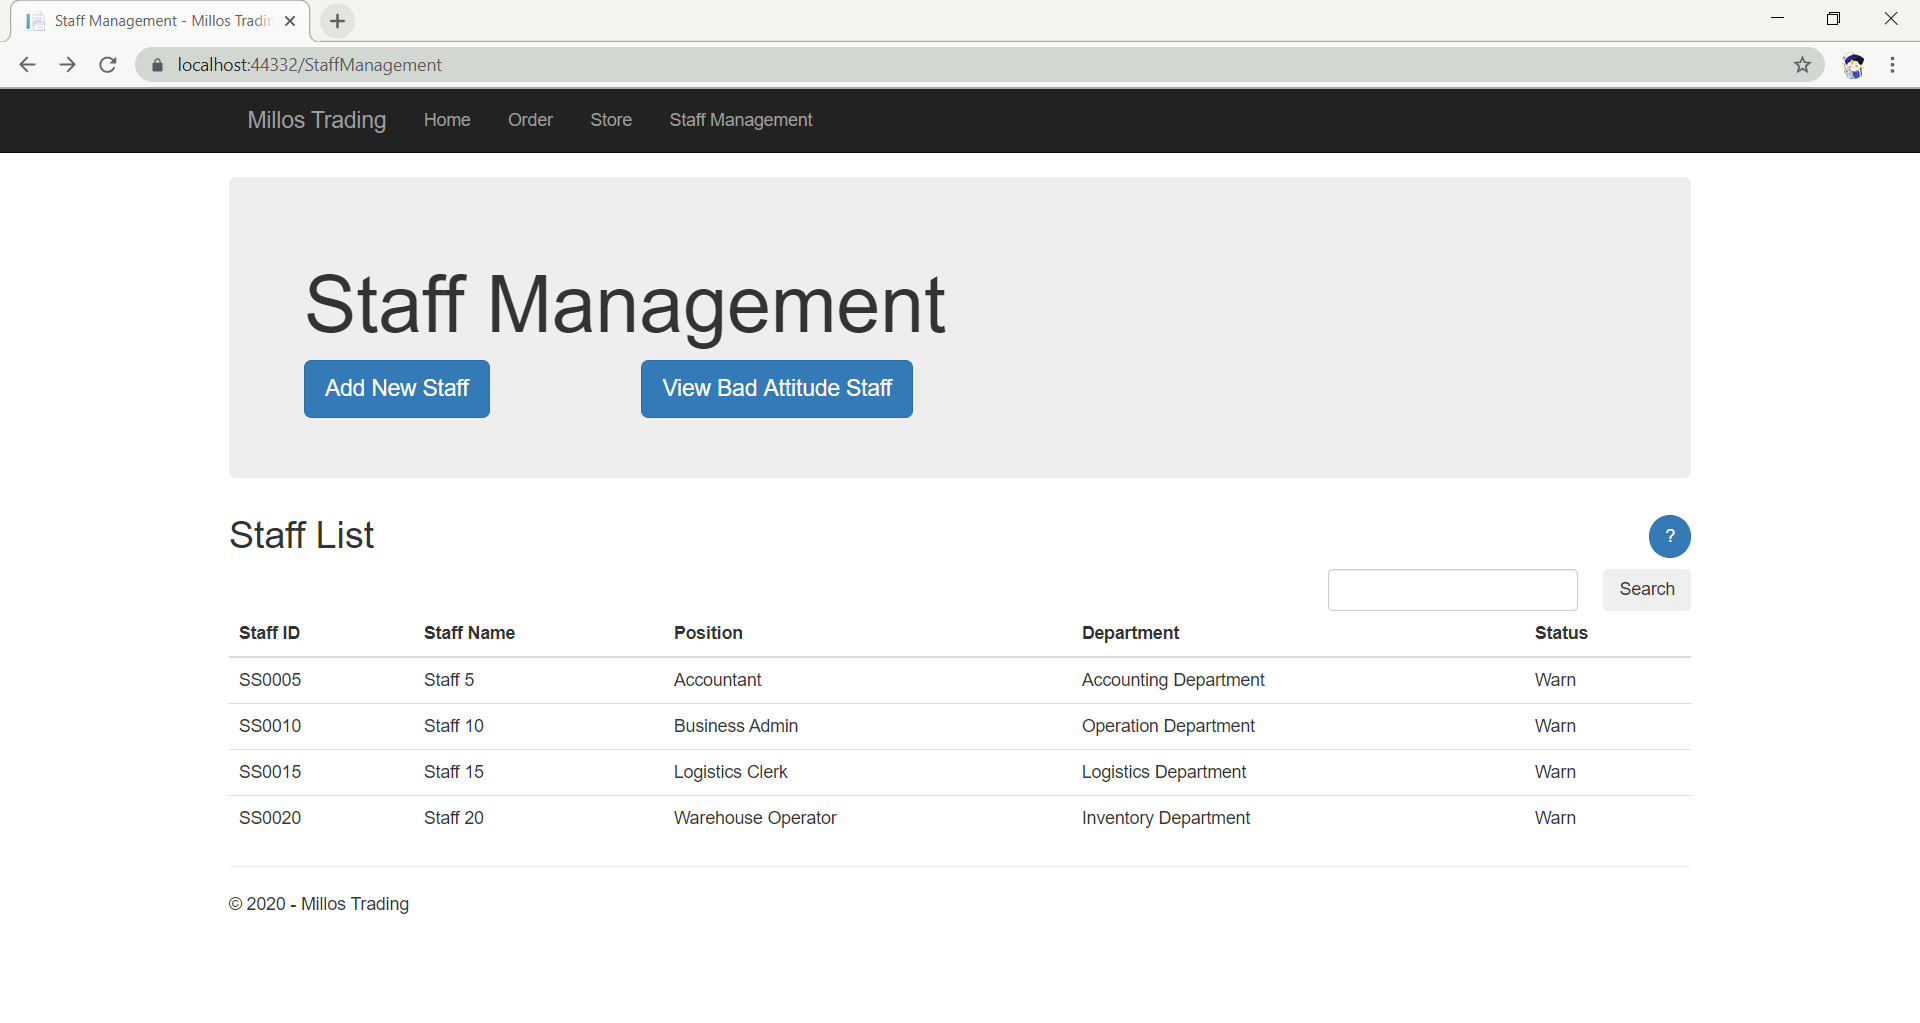 Staff Management - Millos Tradin
localhost:44332/StaffManagement
Millos Trading Home Order Store Staff Management
Staff Management
Add New Staff View Bad Attitude Staff
Staff List ?
Search
Staff ID Staff Name Position Department Status
SS0005 Staff 5 Accountant Accounting Department Warn
SS0010 Staff 10 Business Admin Operation Department Warn
SS0015 Staff 15 Logistics Clerk Logistics Department Warn
SS0020 Staff 20 Warehouse Operator Inventory Department Warn
© 2020 - Millos Trading